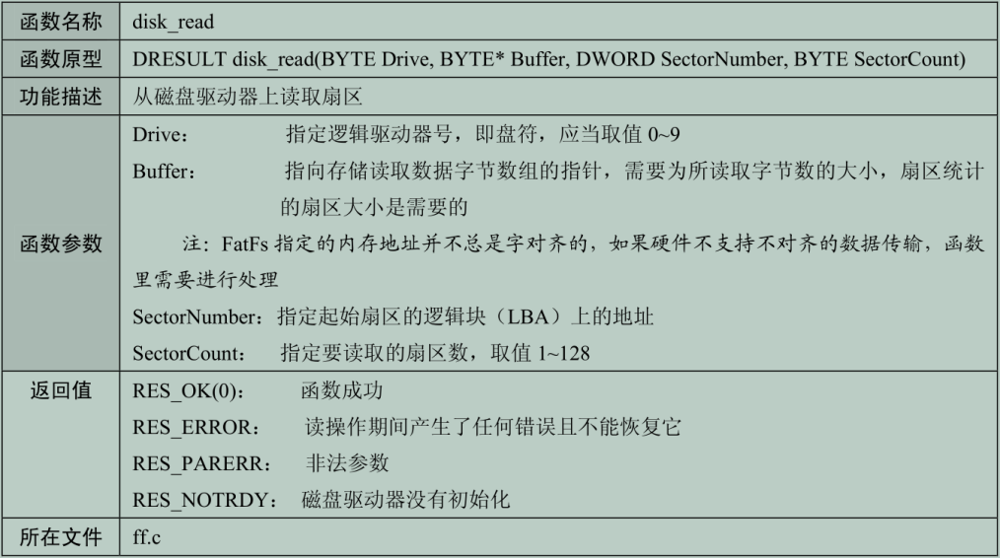 函数名称 disk_read
函数原型 DRESULT disk_read(BYTE Drive, BYTE* Buffer, DWORD SectorNumber, BYTE SectorCount)
功能描述 从磁盘驱动器上读取扇区
函数参数
Drive： 指定逻辑驱动器号，即盘符，应当取值 0~9
Buffer： 指向存储读取数据字节数组的指针，需要为所读取字节数的大小，扇区统计
的扇区大小是需要的
注：FatFs 指定的内存地址并不总是字对齐的，如果硬件不支持不对齐的数据传输，函数
里需要进行处理
SectorNumber：指定起始扇区的逻辑块（LBA）上的地址
SectorCount： 指定要读取的扇区数，取值 1~128
返回值
RES_OK(0)： 函数成功
RES_ERROR： 读操作期间产生了任何错误且不能恢复它
RES_PARERR： 非法参数
RES_NOTRDY： 磁盘驱动器没有初始化
所在文件 ff.c